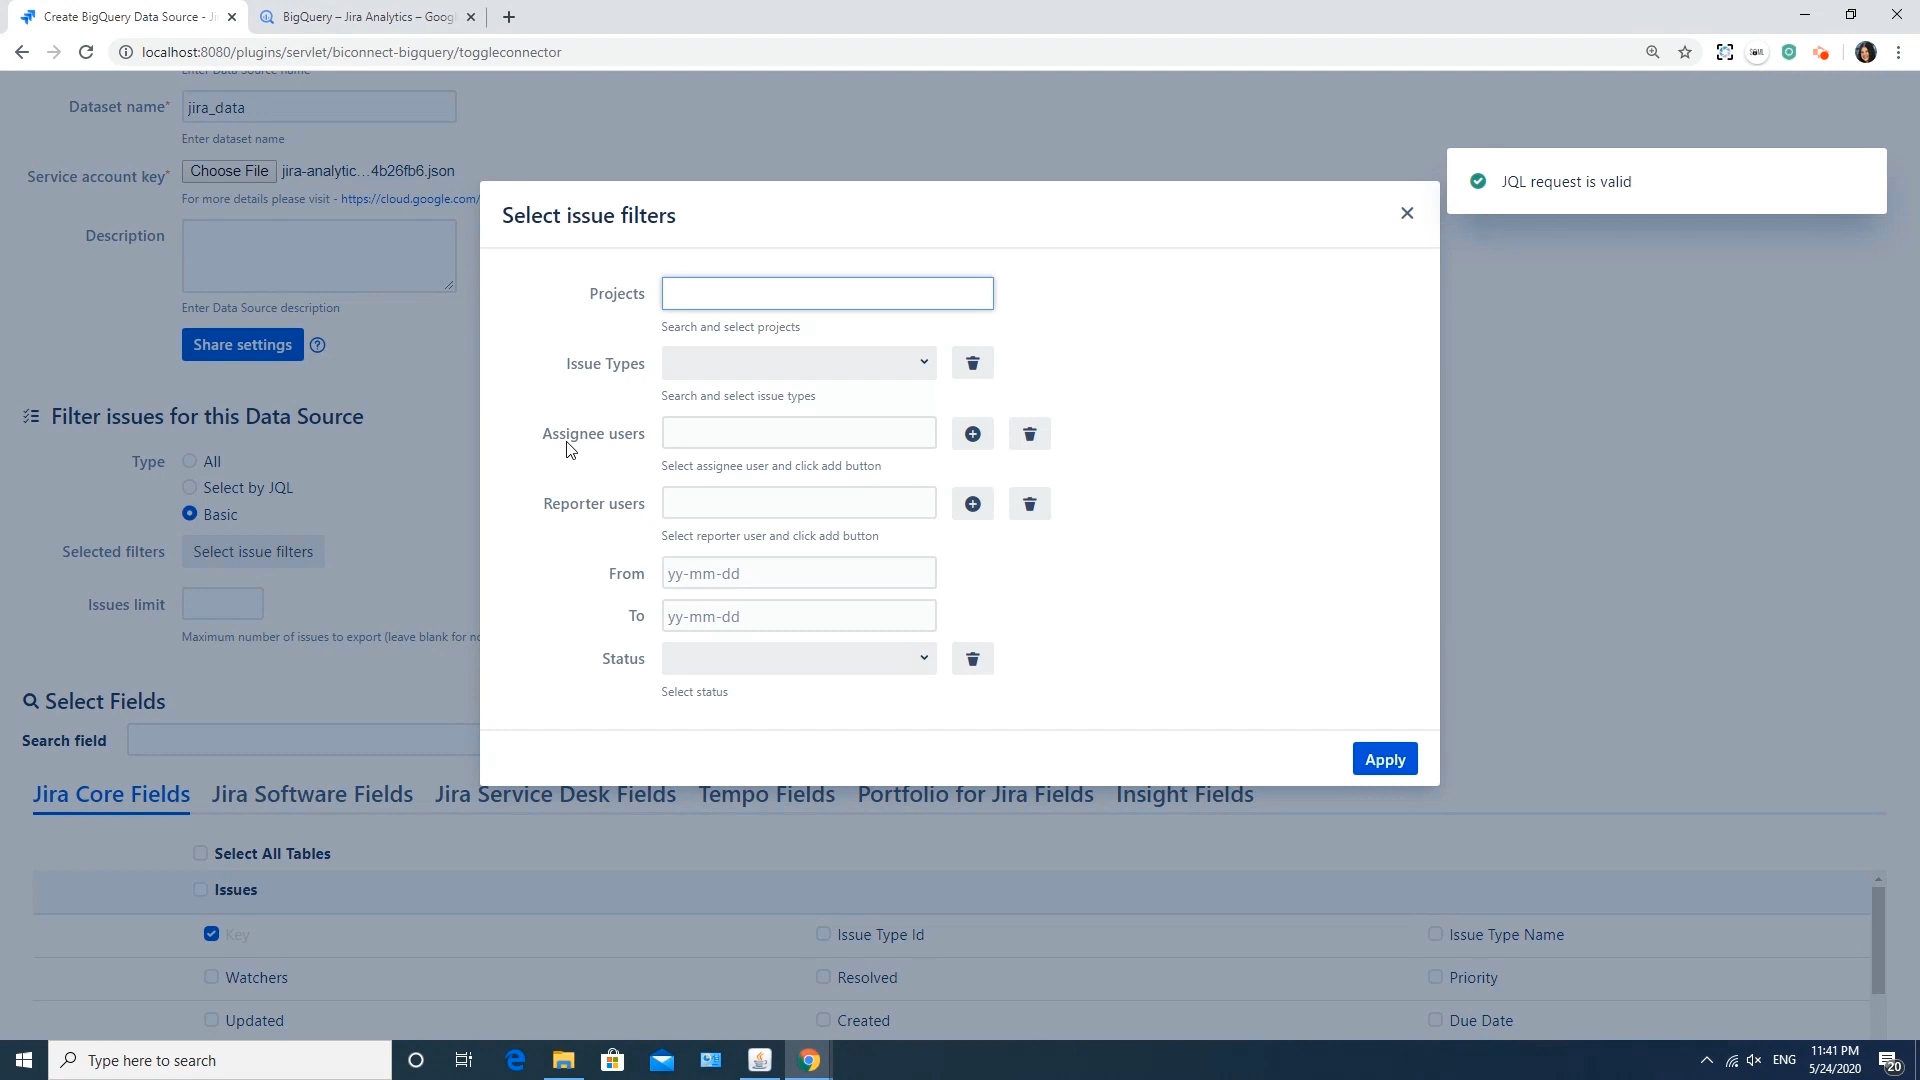 Create BigQuery Data Source - Ji
BigQuery – Jira Analytics – Goog
localhost:8080/plugins/servlet/biconnect-bigquery/toggleconnector
Enter Data Source name
Dataset name*
jira_data
Enter dataset name
Service account key*
Choose File
jira-analytic...4b26fb6.json
For more details please visit - https://cloud.google.com/
Description
Enter Data Source description
Share settings
Filter issues for this Data Source
Type
All
Select by JQL
Basic
Selected filters
Select issue filters
Issues limit
Maximum number of issues to export (leave blank for no
JQL request is valid
Select issue filters
Projects
Search and select projects
Issue Types
Search and select issue types
Assignee users
Select assignee user and click add button
Reporter users
Select reporter user and click add button
From
yy-mm-dd
To
yy-mm-dd
Status
Select status
Apply
Select Fields
Search field
Jira Core Fields
Jira Software Fields
Jira Service Desk Fields
Tempo Fields
Portfolio for Jira Fields
Insight Fields
Select All Tables
Issues
Key
Issue Type Id
Issue Type Name
Watchers
Resolved
Priority
Updated
Created
Due Date
Type here to search
ENG
11:41 PM
5/24/2020
20